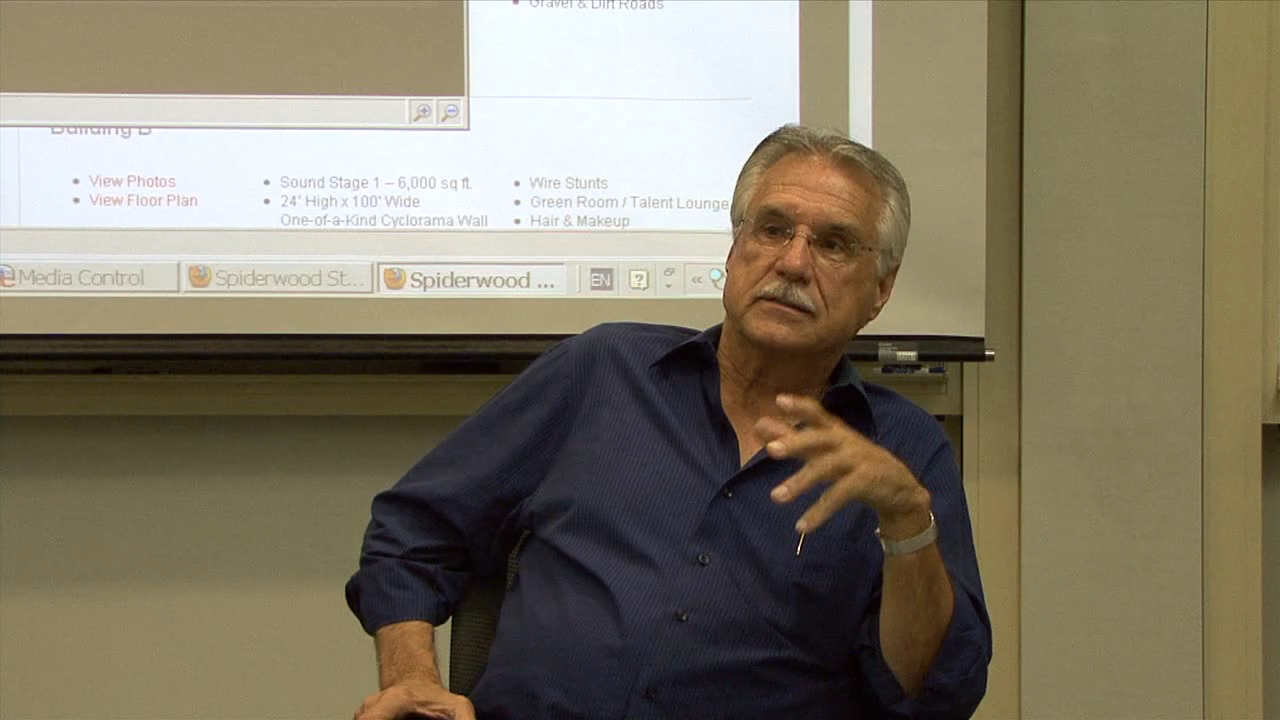 Gravel & Dirt Roads
Building B
View Photos
View Floor Plan
Sound Stage 1 – 6,000 sq ft.
24' High x 100' Wide
One-of-a-Kind Cyclorama Wall
Wire Stunts
Green Room / Talent Lounge
Hair & Makeup
Media Control
Spiderwood St...
Spiderwood ...
EN